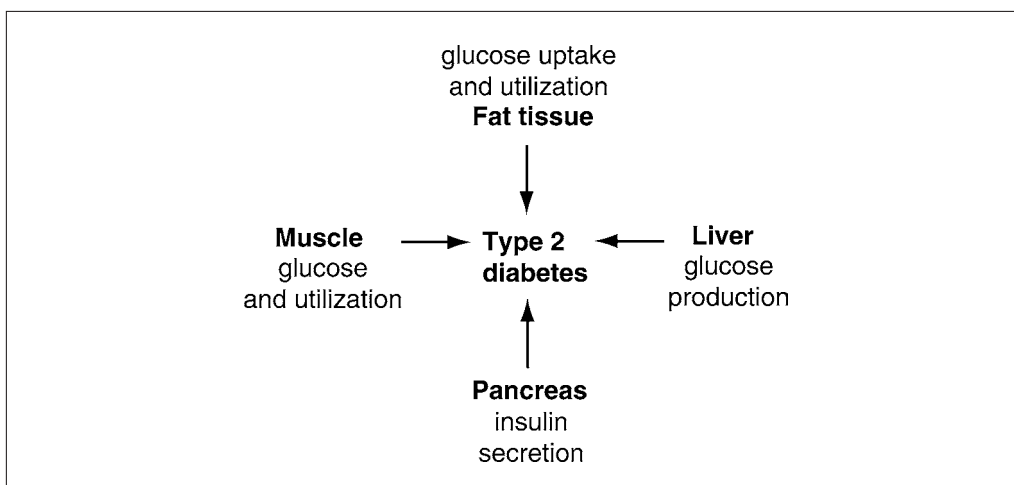 glucose uptake
and utilization
Fat tissue
Muscle
glucose
and utilization
Type 2
diabetes
Liver
glucose
production
Pancreas
insulin
secretion